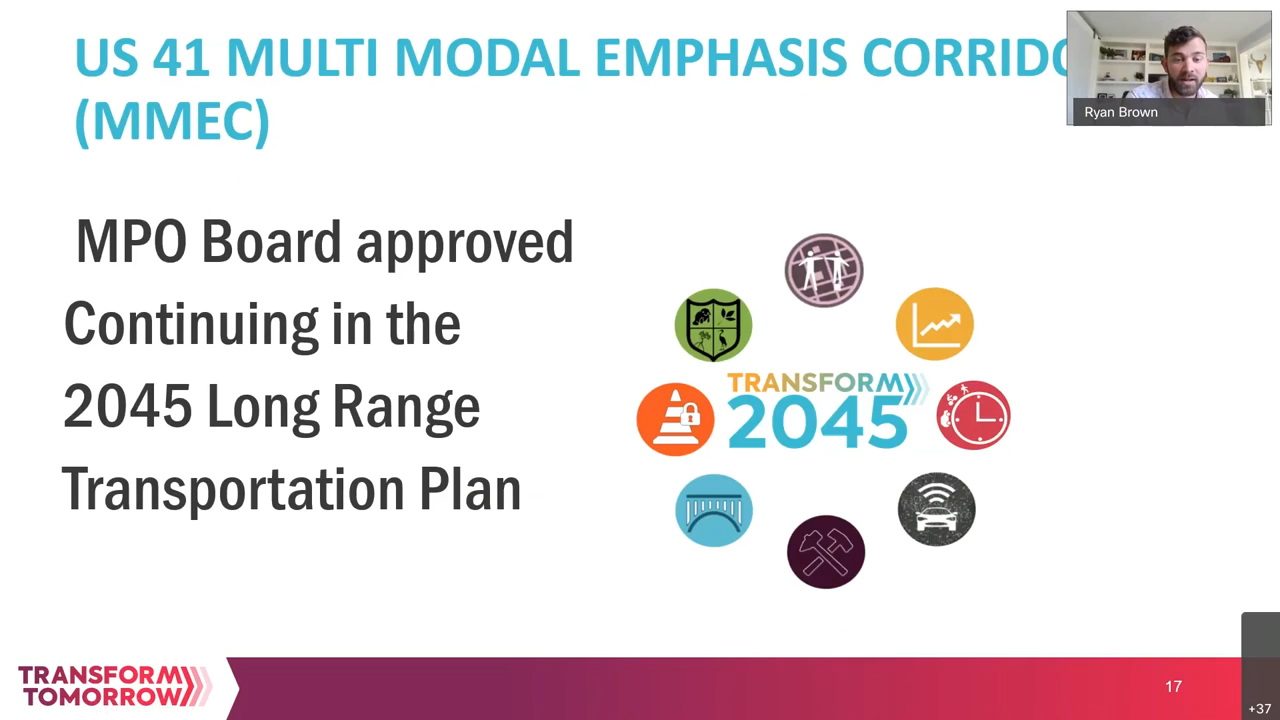 US 41 MULTI MODAL EMPHASIS CORRIDO
(MMEC)
Ryan Brown
MPO Board approved
Continuing in the
2045 Long Range
Transportation Plan
TRANSFORM
2045
TRANSFORM
TOMORROW
17
+37